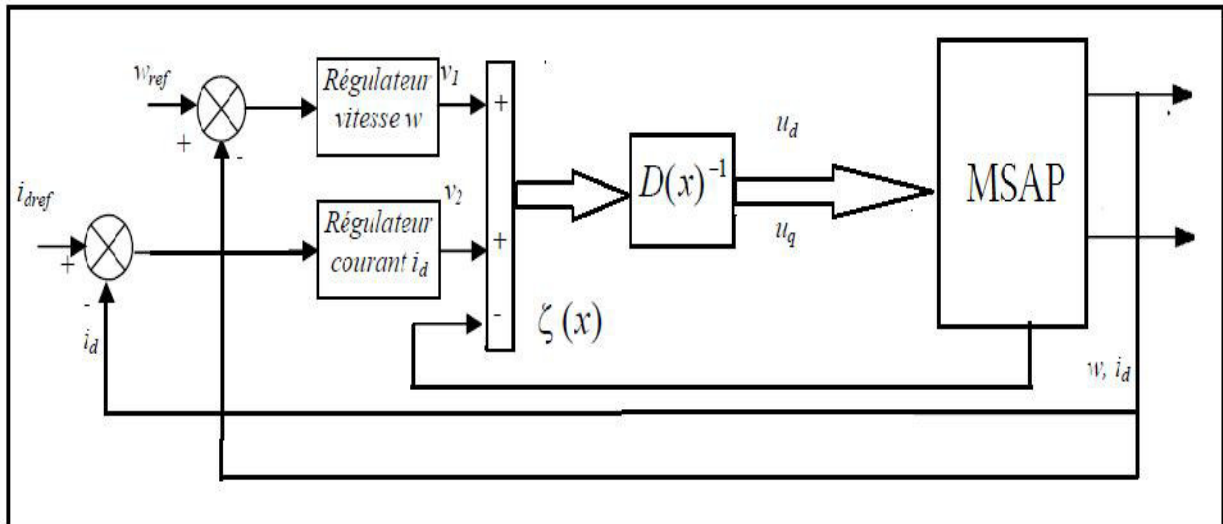 w_ref
+
-
Régulateur
vitesse w
v_1
+
i_dref
+
-
i_d
Régulateur
courant i_d
v_2
+
-
ζ (x)
D(x)^-1
u_d
u_q
MSAP
w, i_d